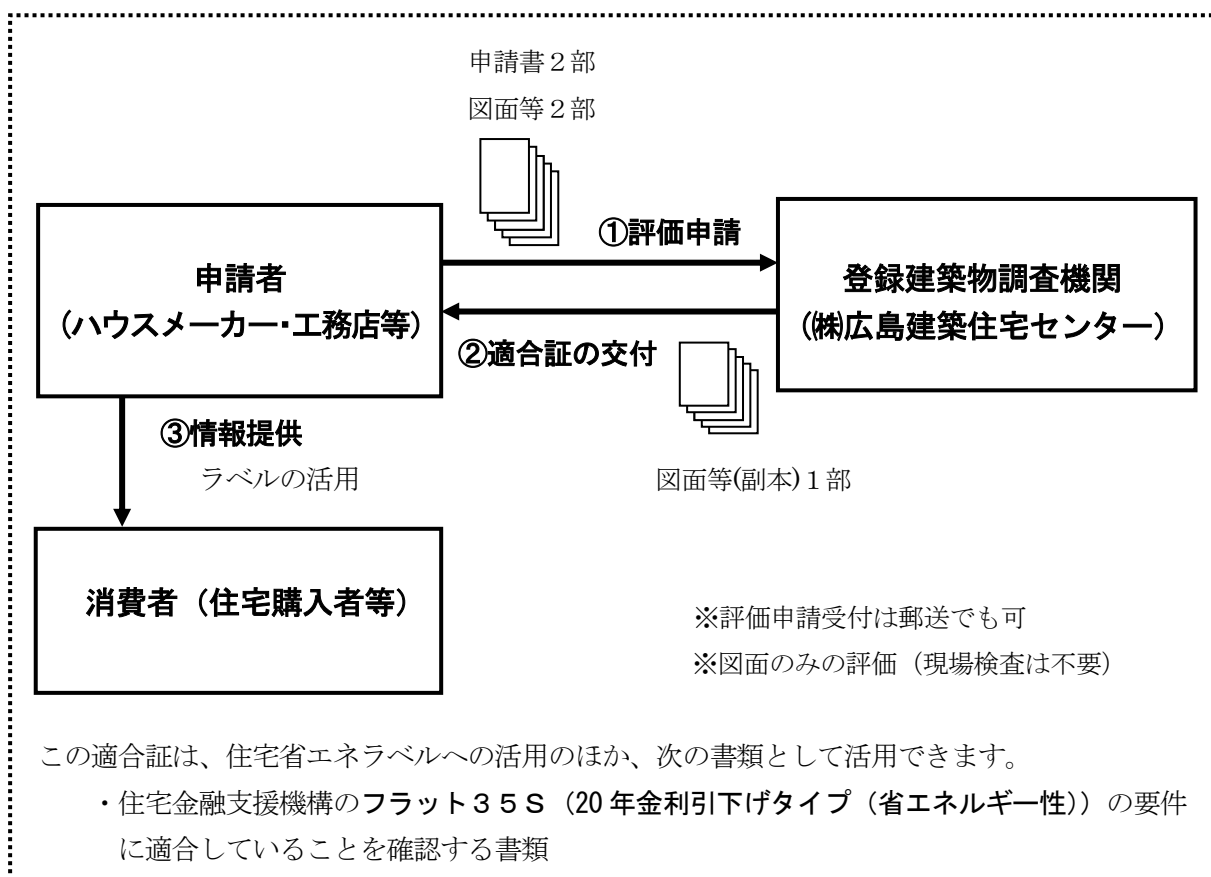 申請書２部
図面等２部
①評価申請
申請者
（ハウスメーカー・工務店等）
登録建築物調査機関
（㈱広島建築住宅センター）
②適合証の交付
③情報提供
ラベルの活用
図面等(副本)１部
消費者（住宅購入者等）
※評価申請受付は郵送でも可
※図面のみの評価（現場検査は不要）
この適合証は、住宅省エネラベルへの活用のほか、次の書類として活用できます。
・住宅金融支援機構のフラット３５Ｓ（20年金利引下げタイプ（省エネルギー性））の要件
に適合していることを確認する書類